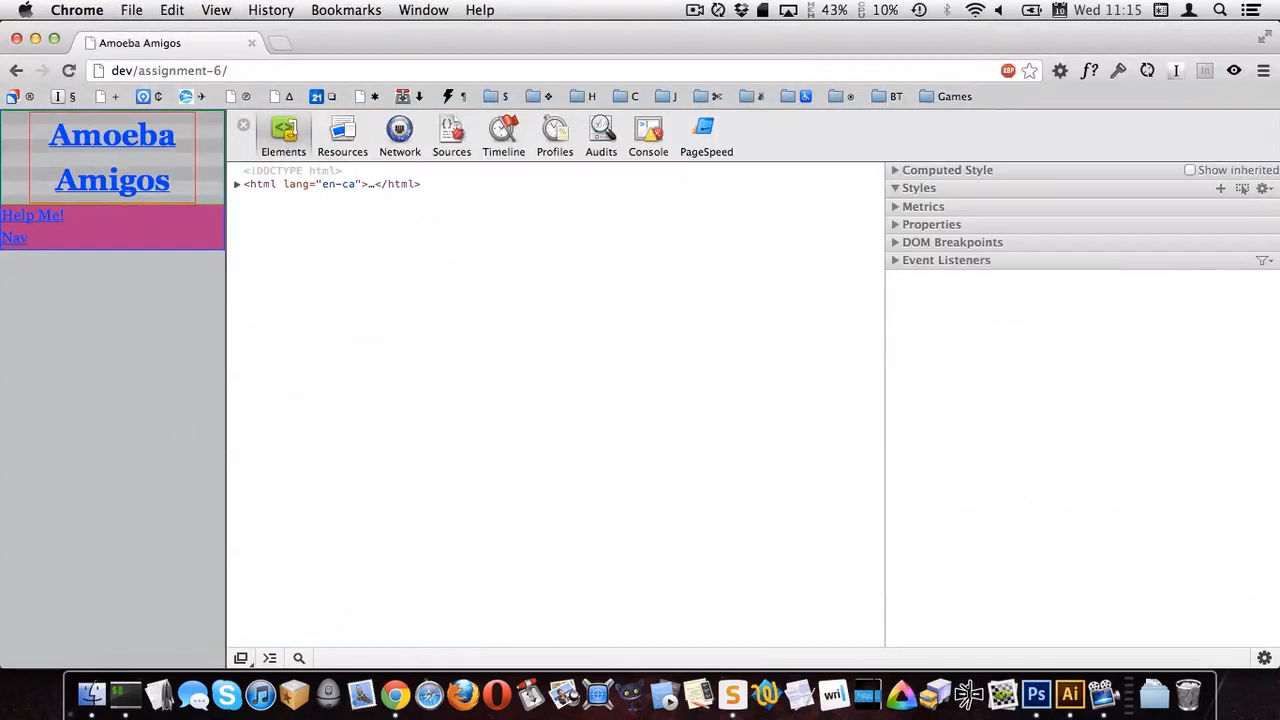 Chrome File Edit View History Bookmarks Window Help 43% 10% Wed 11:15
Amoeba Amigos
dev/assignment-6/
$ H C J BT Games
Amoeba
Amigos
Help Me!
Nav
Elements Resources Network Sources Timeline Profiles Audits Console PageSpeed
<!DOCTYPE html>
<html lang="en-ca">…</html>
Computed Style Show inherited
Styles
Metrics
Properties
DOM Breakpoints
Event Listeners